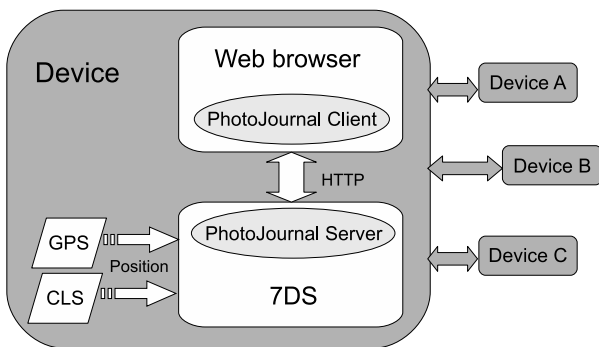 Device
Web browser
PhotoJournal Client
HTTP
PhotoJournal Server
7DS
GPS
Position
CLS
Device A
Device B
Device C